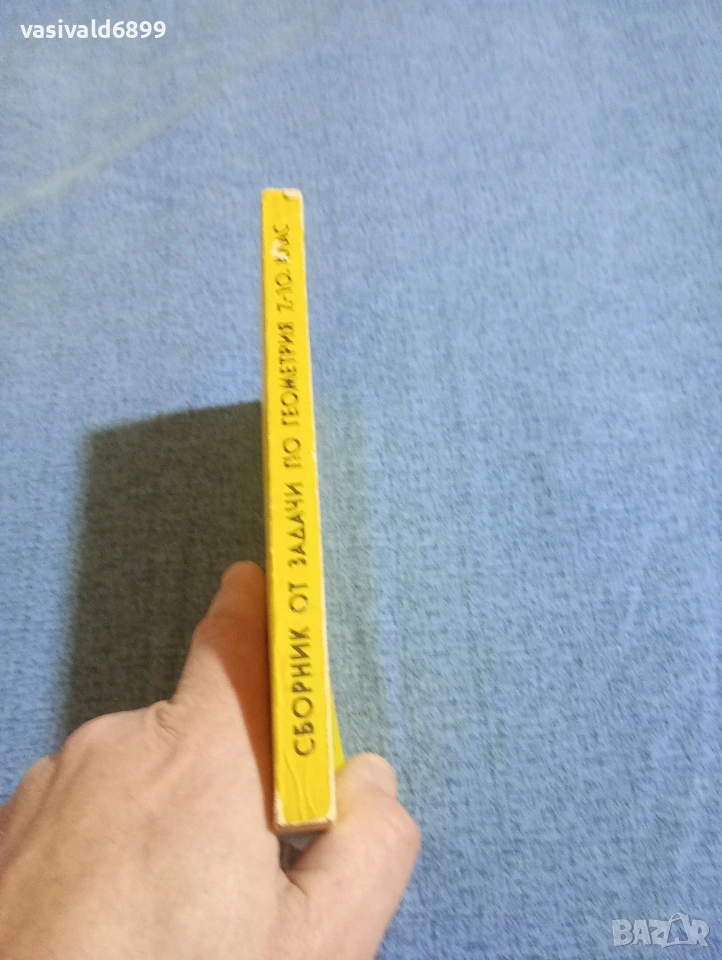 vasivald6899
СБОРНИК ОТ ЗАДАЧИ ПО ГЕОМЕТРИЯ 7.-10. КЛАС
BAZAR